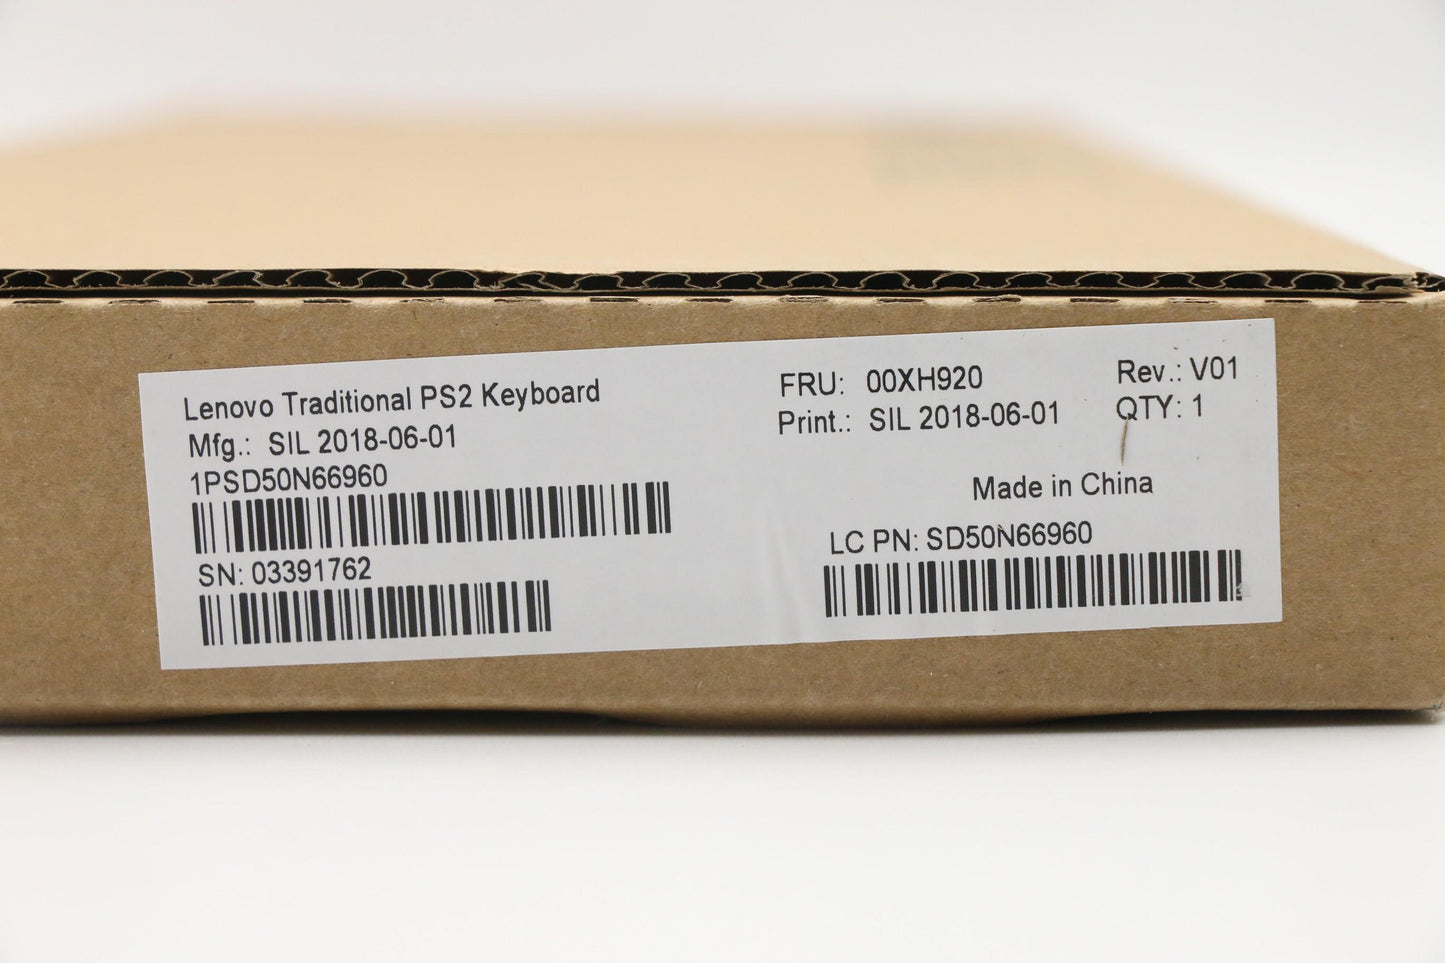 Lenovo Traditional PS2 Keyboard
Mfg.: SIL 2018-06-01
1PSD50N66960
SN: 03391762
FRU: 00XH920
Print.: SIL 2018-06-01
Rev.: V01
QTY: 1
Made in China
LC PN: SD50N66960